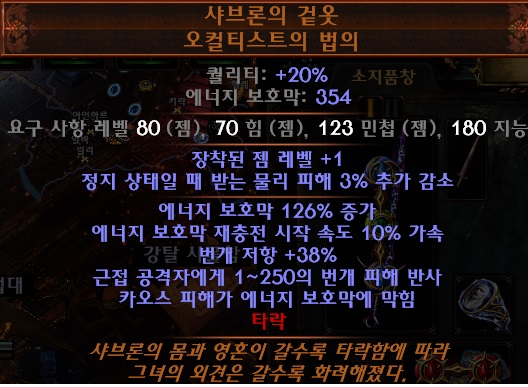 샤브론의 겉옷
오컬티스트의 법의
퀄리티: +20%
소지품창
에너지 보호막: 354
요구 사항 레벨 80 (젬), 70 힘 (젬), 123 민첩 (젬), 180 지능
장착된 젬 레벨 +1
정지 상태일 때 받는 물리 피해 3% 추가 감소
에너지 보호막 126% 증가
에너지 보호막 재충전 시작 속도 10% 가속
번개 저항 +38%
근접 공격자에게 1~250의 번개 피해 반사
카오스 피해가 에너지 보호막에 막힘
타락
샤브론의 몸과 영혼이 갈수록 타락함에 따라
그녀의 외견은 갈수록 화려해졌다.